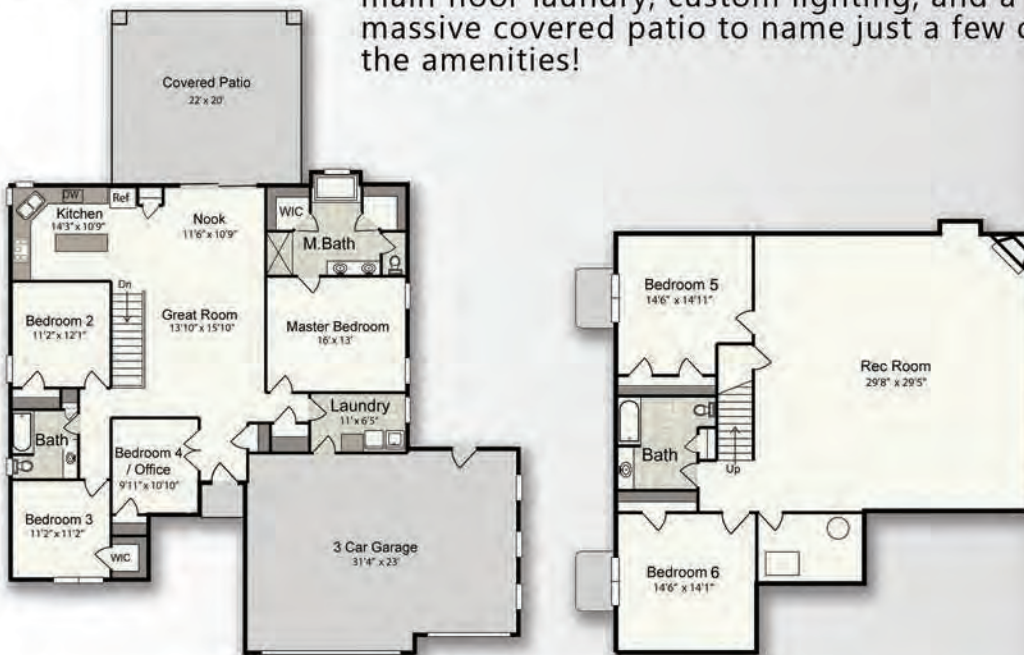 main floor laundry, custom lighting, and a
massive covered patio to name just a few
the amenities!
Covered Patio
22' x 20'
DW
Ref
Kitchen
14'3" x 10'9"
Nook
11'6" x 10'9"
WIC
M.Bath
Dn
Great Room
13'10" x 15'10"
Bedroom 2
11'2" x 12'1"
Master Bedroom
16' x 13'
Laundry
11' x 6'5"
Bath
Bedroom 4
/ Office
9'11" x 10'10"
Bedroom 3
11'2" x 11'2"
WIC
3 Car Garage
31'4" x 23'
Bedroom 5
14'6" x 14'11"
Rec Room
29'8" x 29'5"
Bath
Up
Bedroom 6
14'6" x 14'1"